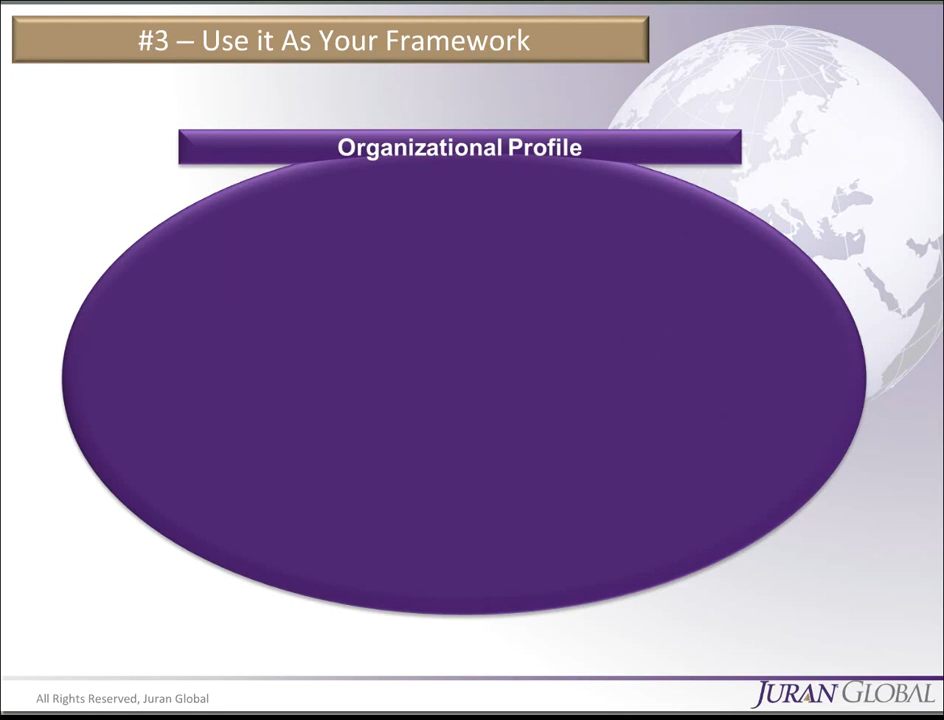 #3 – Use it As Your Framework
Organizational Profile
All Rights Reserved, Juran Global
JURAN GLOBAL